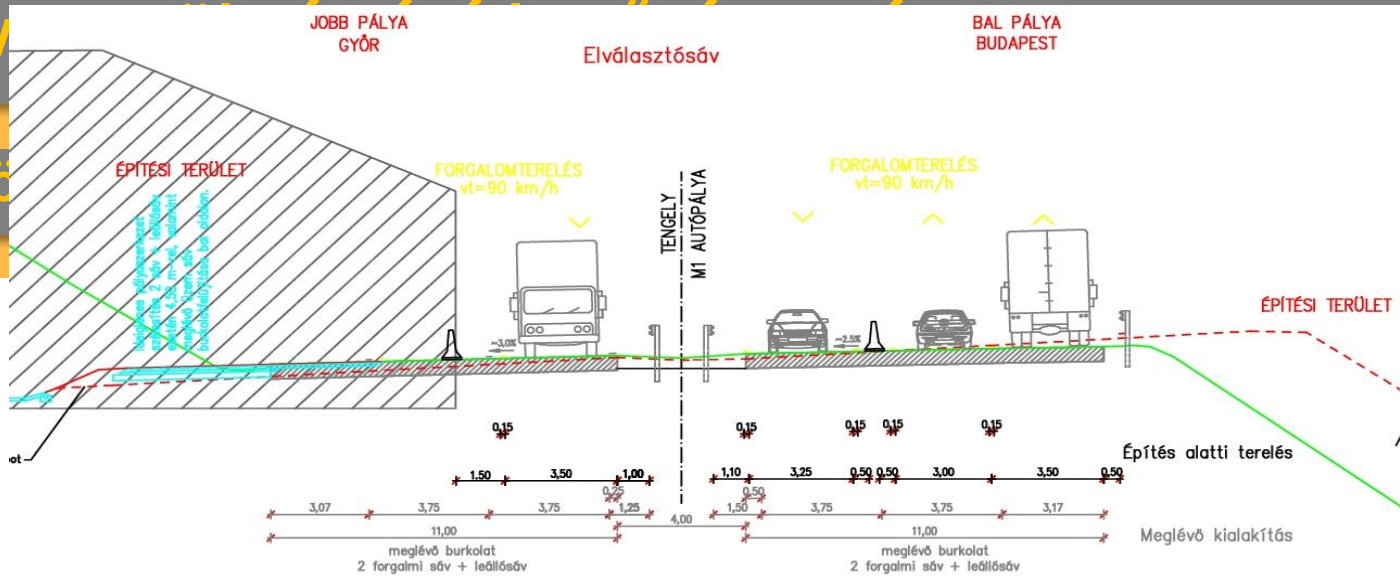 JOBB PÁLYA
GYŐR
Elválasztósáv
BAL PÁLYA
BUDAPEST
ÉPÍTÉSI TERÜLET
FORGALOMTERELÉS
vt=90 km/h
FORGALOMTERELÉS
vt=90 km/h
TENGELY
M1 AUTÓPÁLYA
ÉPÍTÉSI TERÜLET
~3,0%
~2.5%
0,15
0,15
0,15
0,15
0,15
Építés alatti terelés
1.50
3,50
1,00
1,10
3,25
0,50
0,50
3,00
3,50
0,50
0,25
0,50
3,07
3,75
3,75
1,25
1,50
3,75
3,75
3,17
4,00
Meglévő kialakítás
11,00
11,00
meglévő burkolat
2 forgalmi sáv + leállósáv
meglévő burkolat
2 forgalmi sáv + leállósáv